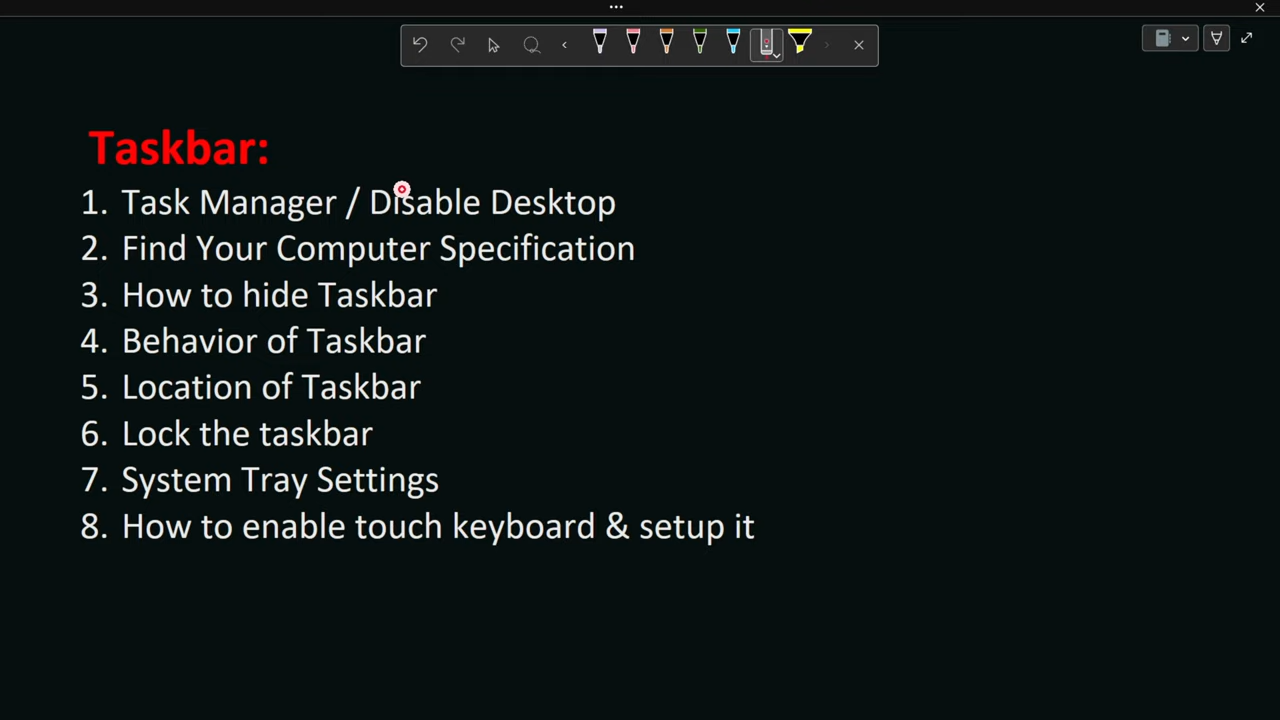 Taskbar:
1. Task Manager / Disable Desktop
2. Find Your Computer Specification
3. How to hide Taskbar
4. Behavior of Taskbar
5. Location of Taskbar
6. Lock the taskbar
7. System Tray Settings
8. How to enable touch keyboard & setup it